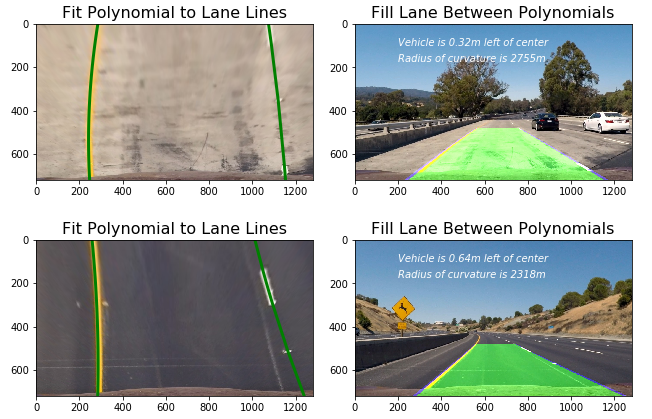 Fit Polynomial to Lane Lines
Fill Lane Between Polynomials
0
200
400
600
0 200 400 600 800 1000 1200
0
200
400
600
Vehicle is 0.32m left of center
Radius of curvature is 2755m
0 200 400 600 800 1000 1200
Fit Polynomial to Lane Lines
Fill Lane Between Polynomials
0
200
400
600
0 200 400 600 800 1000 1200
0
200
400
600
Vehicle is 0.64m left of center
Radius of curvature is 2318m
0 200 400 600 800 1000 1200